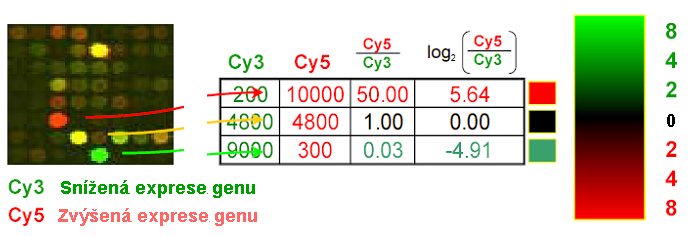 Cy3 Cy5 Cy5/Cy3 log2 (Cy5/Cy3)
200 10000 50.00 5.64
4800 4800 1.00 0.00
9000 300 0.03 -4.91
8
4
2
0
2
4
8
Cy3 Snížená exprese genu
Cy5 Zvýšená exprese genu